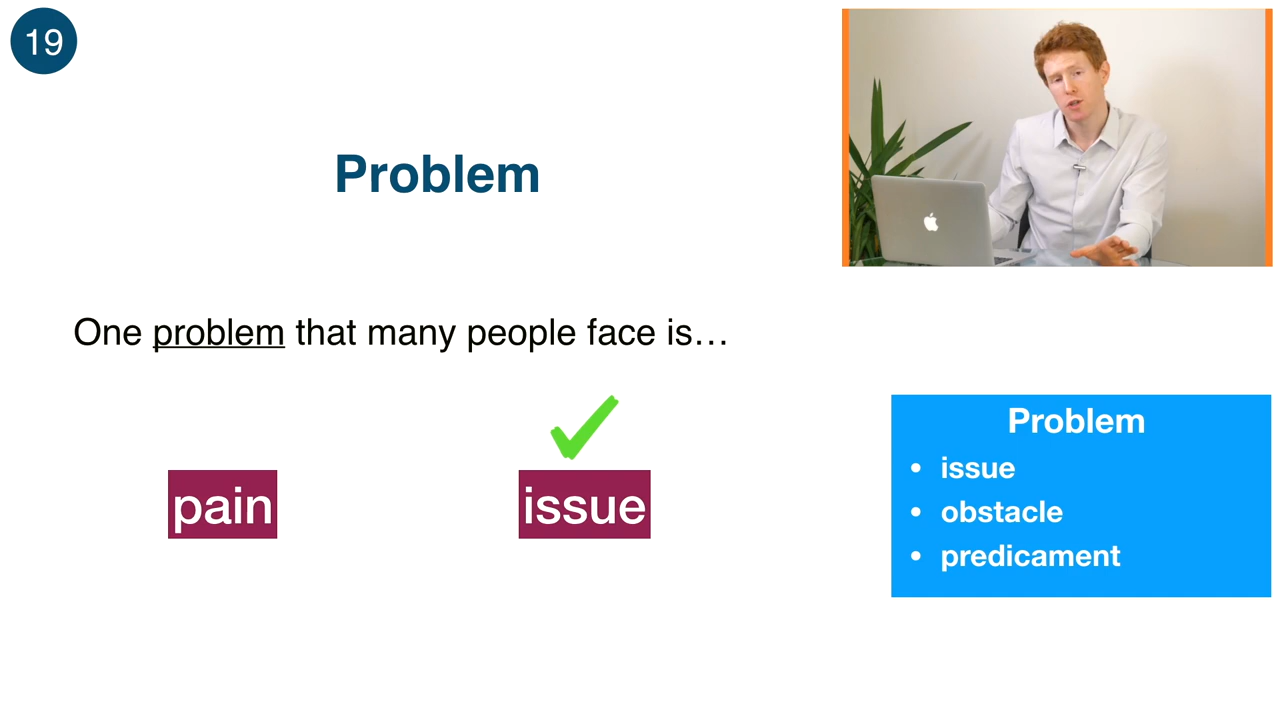 19
Problem
One problem that many people face is…
pain
issue
Problem
• issue
• obstacle
• predicament